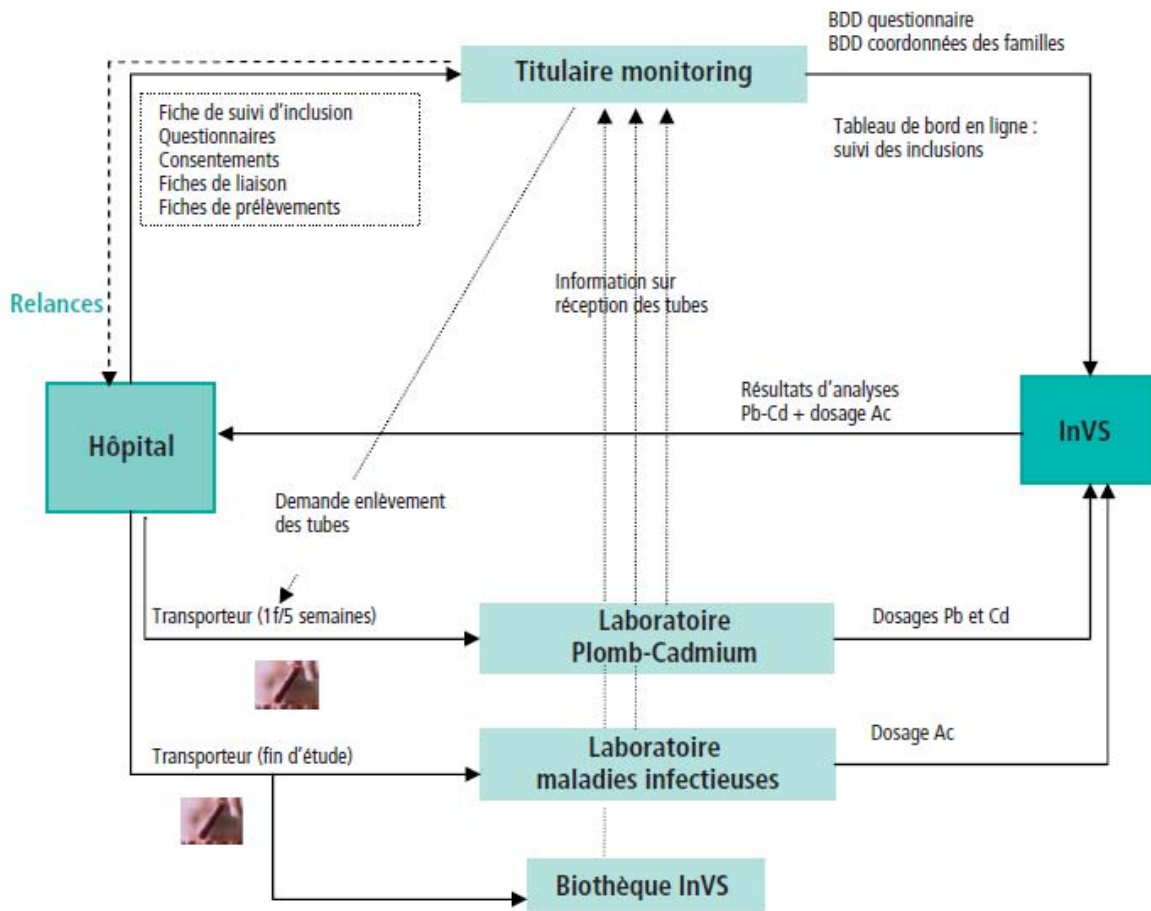 BDD questionnaire
BDD coordonnées des familles
Titulaire monitoring
Fiche de suivi d'inclusion
Questionnaires
Consentements
Fiches de liaison
Fiches de prélèvements
Tableau de bord en ligne :
suivi des inclusions
Relances
Information sur
réception des tubes
Résultats d'analyses
Pb-Cd + dosage Ac
Hôpital
InVS
Demande enlèvement
des tubes
Transporteur (1f/5 semaines)
Laboratoire
Plomb-Cadmium
Dosages Pb et Cd
Transporteur (fin d'étude)
Laboratoire
maladies infectieuses
Dosage Ac
Biothèque InVS